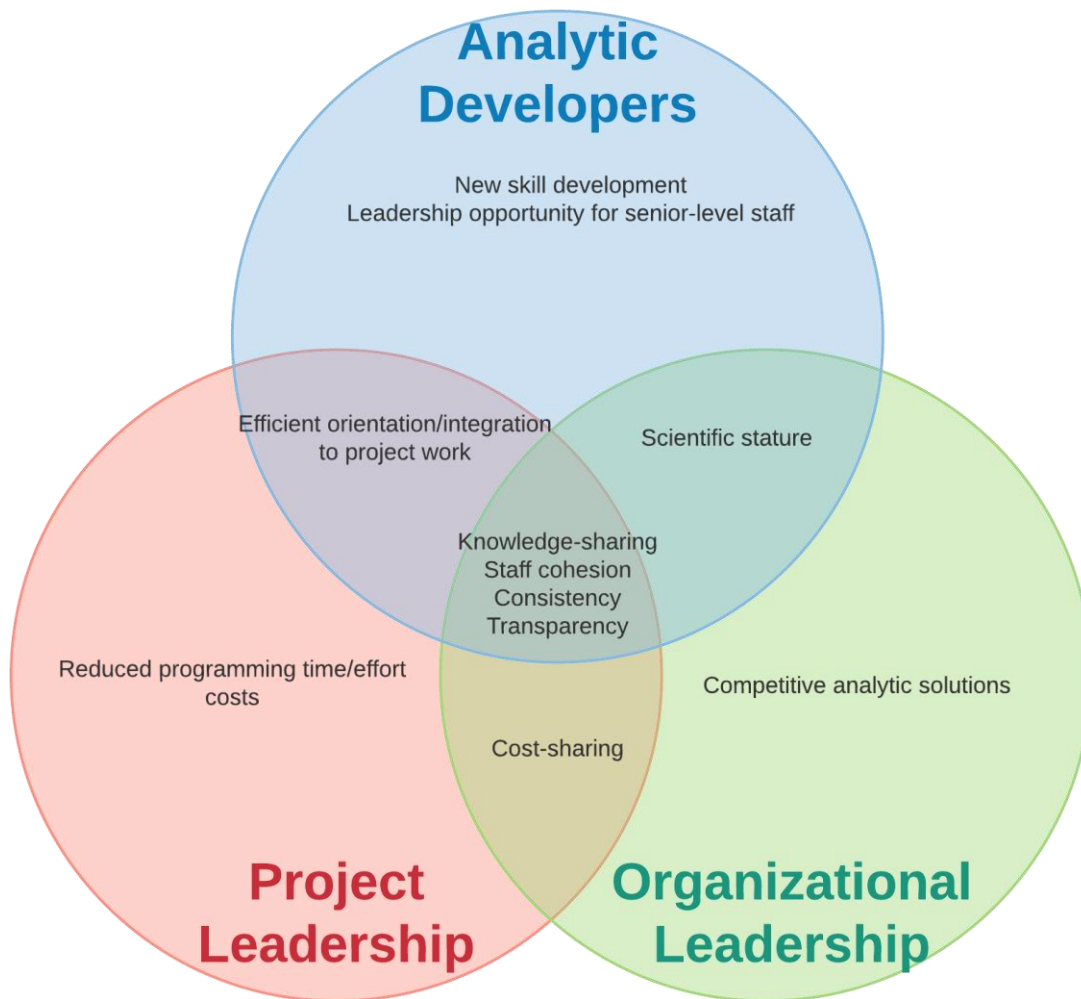 Analytic
Developers
New skill development
Leadership opportunity for senior-level staff
Efficient orientation/integration
to project work
Scientific stature
Knowledge-sharing
Staff cohesion
Consistency
Transparency
Reduced programming time/effort
costs
Competitive analytic solutions
Cost-sharing
Project
Leadership
Organizational
Leadership